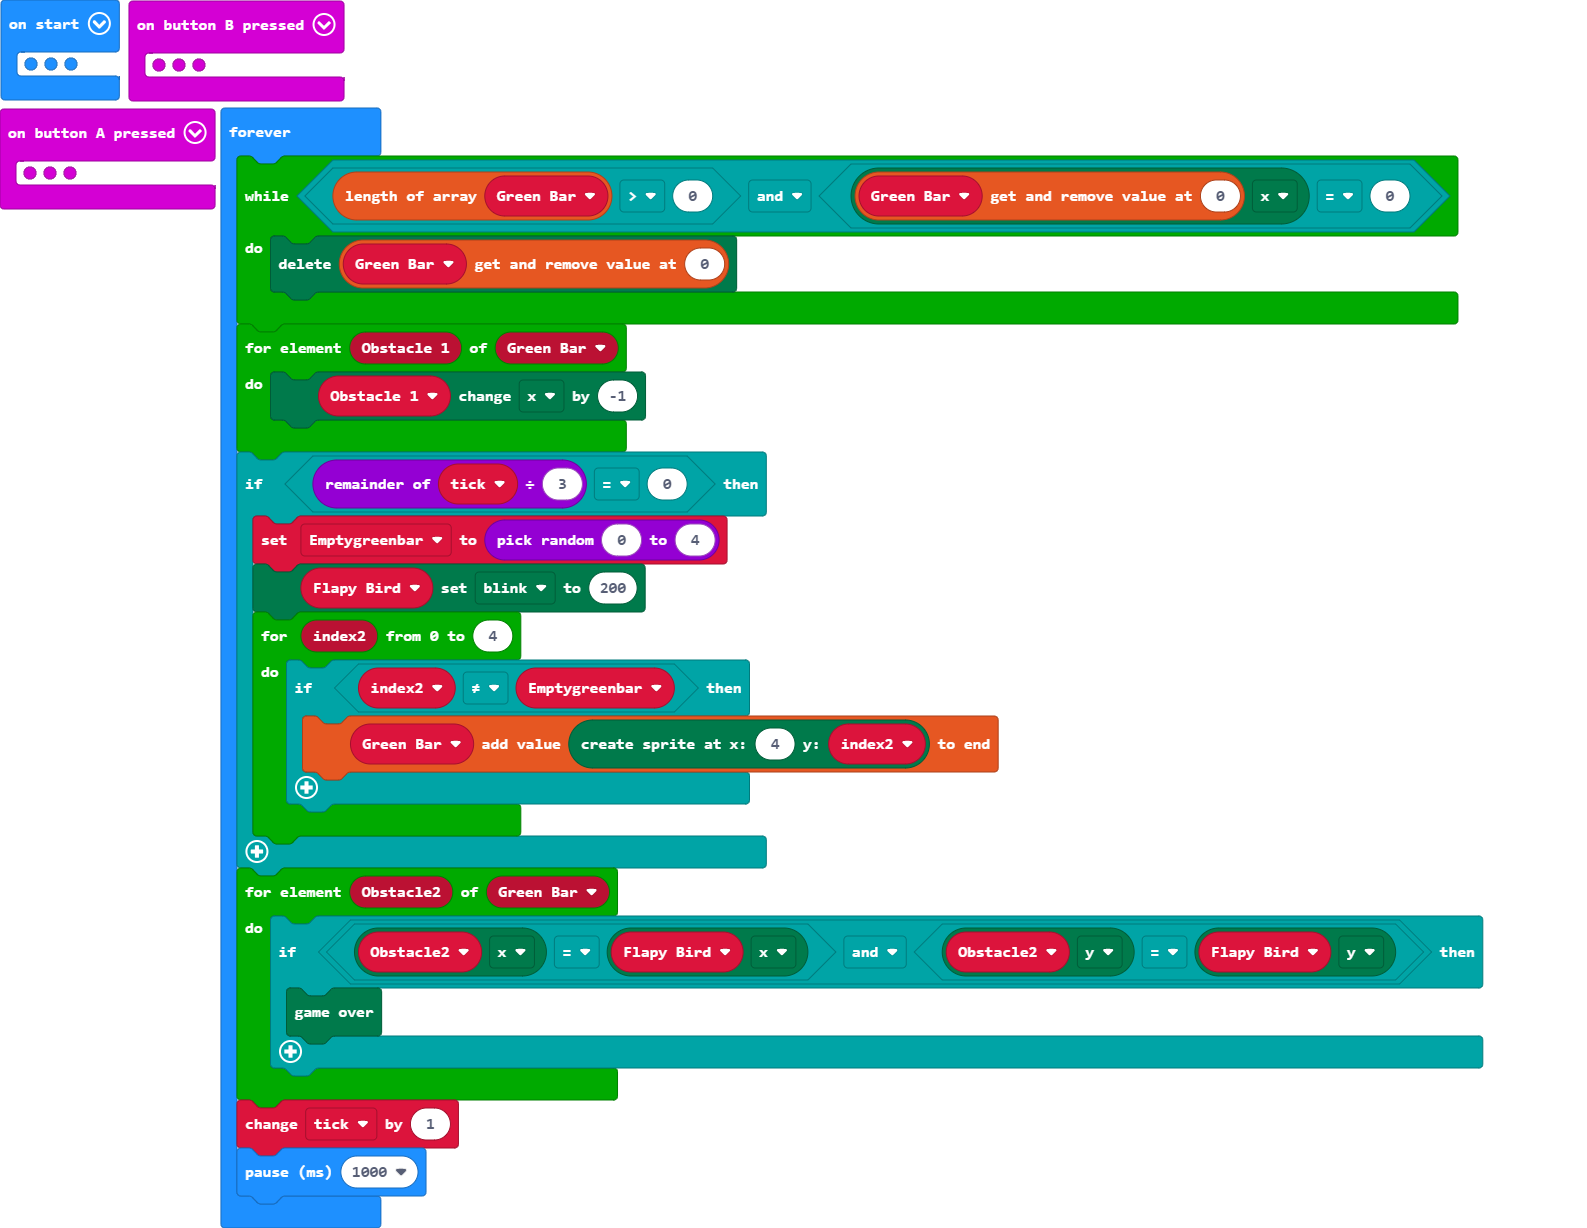 on start
on button B pressed
on button A pressed
forever
while length of array Green Bar > 0 and Green Bar get and remove value at 0 x = 0
do
delete Green Bar get and remove value at 0
for element Obstacle 1 of Green Bar
do
Obstacle 1 change x by -1
if remainder of tick ÷ 3 = 0 then
set Emptygreenbar to pick random 0 to 4
Flapy Bird set blink to 200
for index2 from 0 to 4
do
if index2 ≠ Emptygreenbar then
Green Bar add value create sprite at x: 4 y: index2 to end
for element Obstacle2 of Green Bar
do
if Obstacle2 x = Flapy Bird x and Obstacle2 y = Flapy Bird y then
game over
change tick by 1
pause (ms) 1000